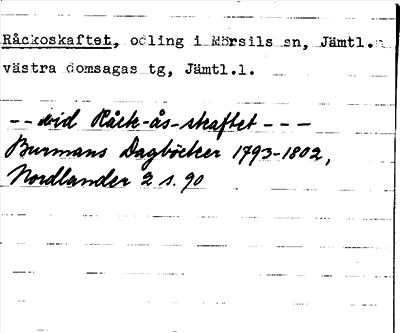 Råckoskaftet, odling i Mörsils sn, Jämtl.
västra domsagas tg, Jämtl.l.
-- vid Råck-ås-skaftet ---
Burmans Dagböcker 1793-1802,
Nordlander 2 s. 90